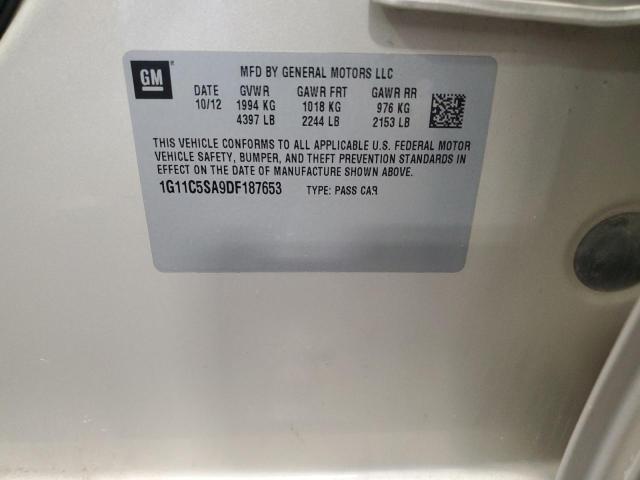 GM
MFD BY GENERAL MOTORS LLC
DATE GVWR GAWR FRT GAWR RR
10/12 1994 KG 1018 KG 976 KG
4397 LB 2244 LB 2153 LB
THIS VEHICLE CONFORMS TO ALL APPLICABLE U.S. FEDERAL MOTOR
VEHICLE SAFETY, BUMPER, AND THEFT PREVENTION STANDARDS IN
EFFECT ON THE DATE OF MANUFACTURE SHOWN ABOVE.
1G11C5SA9DF187653 TYPE: PASS CAR